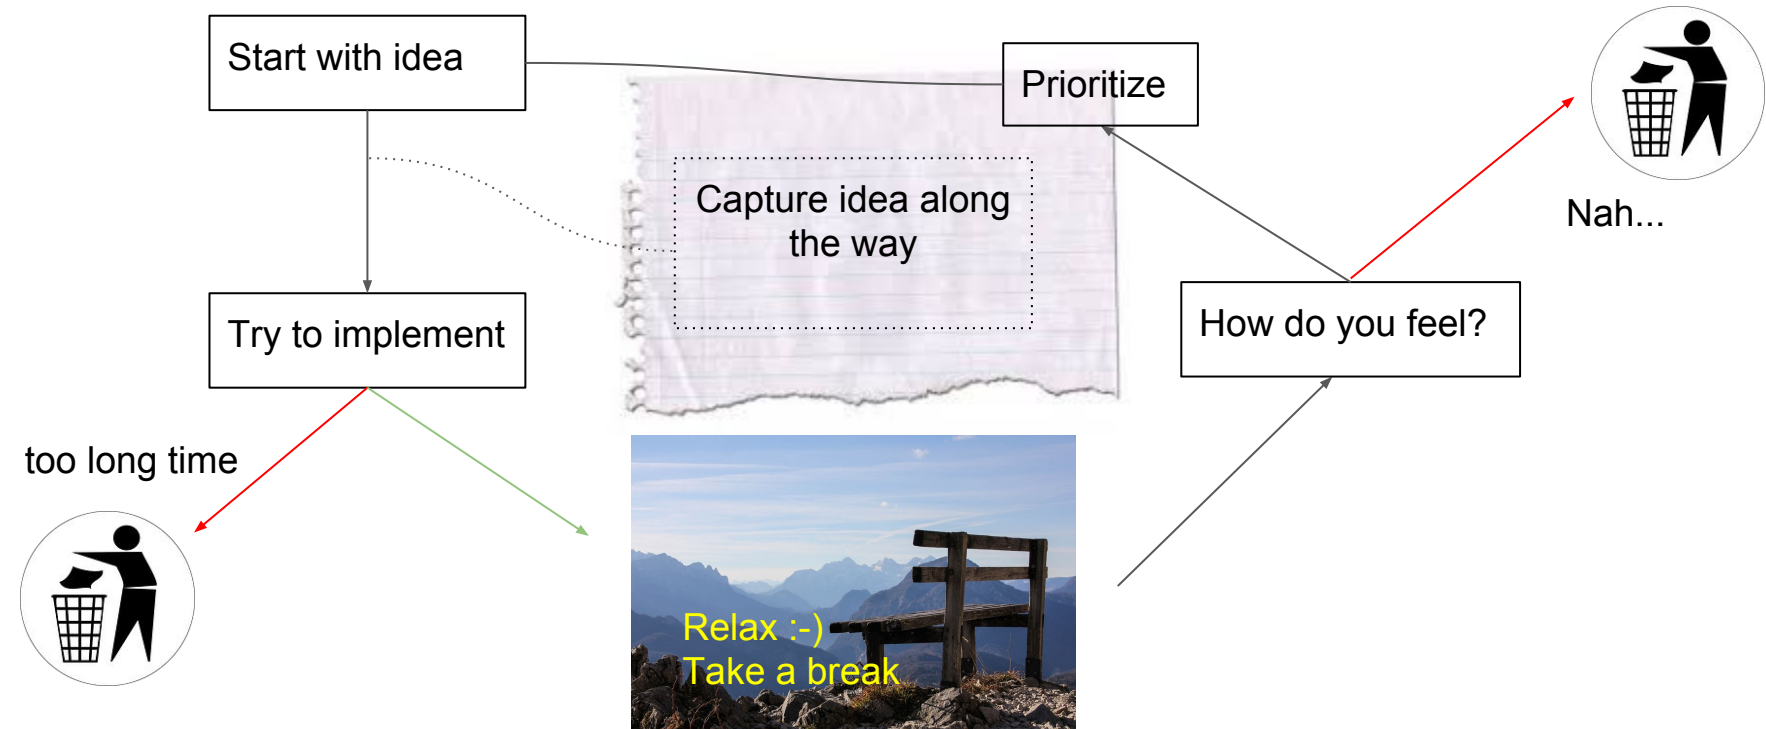 Start with idea
Prioritize
Nah...
Capture idea along
the way
How do you feel?
Try to implement
too long time
Relax :-)
Take a break